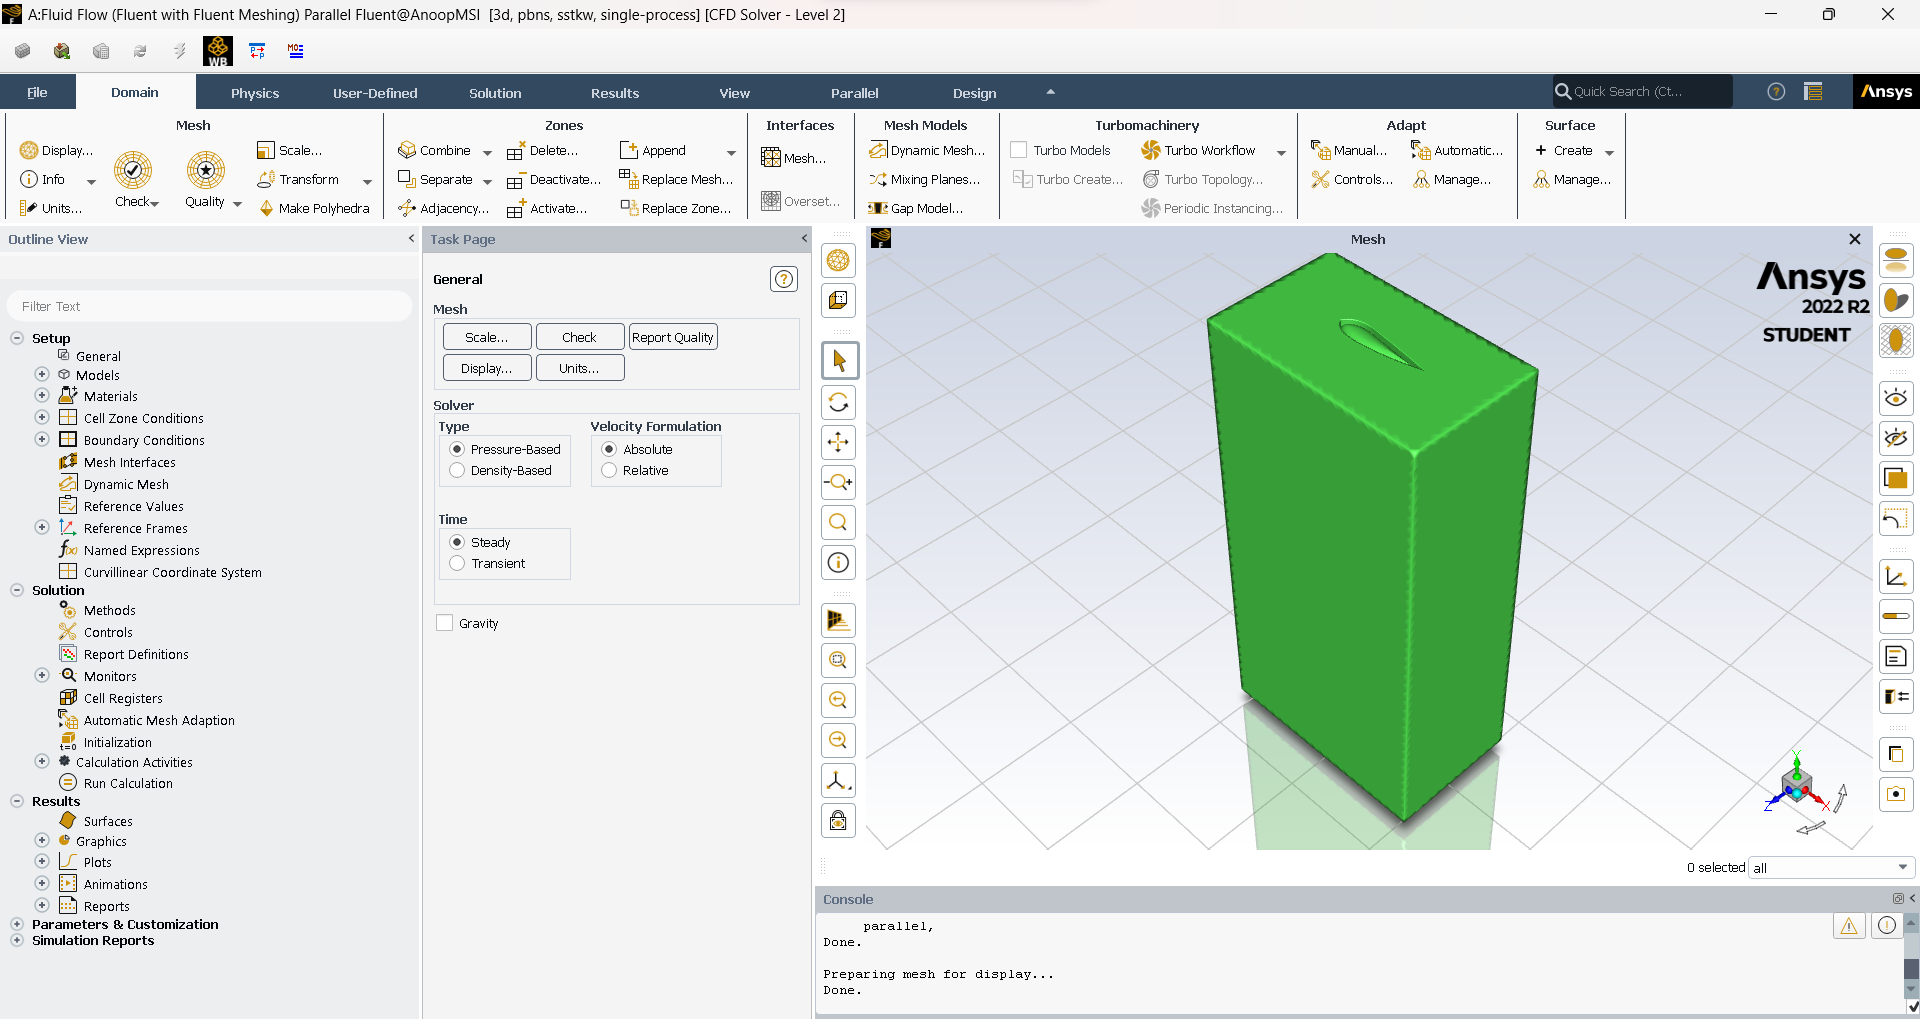 A:Fluid Flow (Fluent with Fluent Meshing) Parallel Fluent@AnoopMSI [3d, pbns, sstkw, single-process] [CFD Solver - Level 2]
WB
File Domain Physics User-Defined Solution Results View Parallel Design Quick Search (Ct... Ansys
Mesh
Display...
Info
Units...
Check
Quality
Scale...
Transform
Make Polyhedra
Zones
Combine
Separate
Adjacency...
Delete...
Deactivate...
Activate...
Append
Replace Mesh...
Replace Zone...
Interfaces
Mesh...
Overset...
Mesh Models
Dynamic Mesh...
Mixing Planes...
Gap Model...
Turbomachinery
Turbo Models
Turbo Create...
Turbo Workflow
Turbo Topology...
Periodic Instancing...
Adapt
Manual...
Controls...
Automatic...
Manage...
Surface
Create
Manage...
Outline View
Filter Text
Setup
General
Models
Materials
Cell Zone Conditions
Boundary Conditions
Mesh Interfaces
Dynamic Mesh
Reference Values
Reference Frames
Named Expressions
Curvillinear Coordinate System
Solution
Methods
Controls
Report Definitions
Monitors
Cell Registers
Automatic Mesh Adaption
Initialization
Calculation Activities
Run Calculation
Results
Surfaces
Graphics
Plots
Animations
Reports
Parameters & Customization
Simulation Reports
Task Page
General
Mesh
Scale... Check Report Quality
Display... Units...
Solver
Type
Pressure-Based
Density-Based
Velocity Formulation
Absolute
Relative
Time
Steady
Transient
Gravity
Mesh
Ansys
2022 R2
STUDENT
Y
Z
X
0 selected all
Console
parallel,
Done.
Preparing mesh for display...
Done.